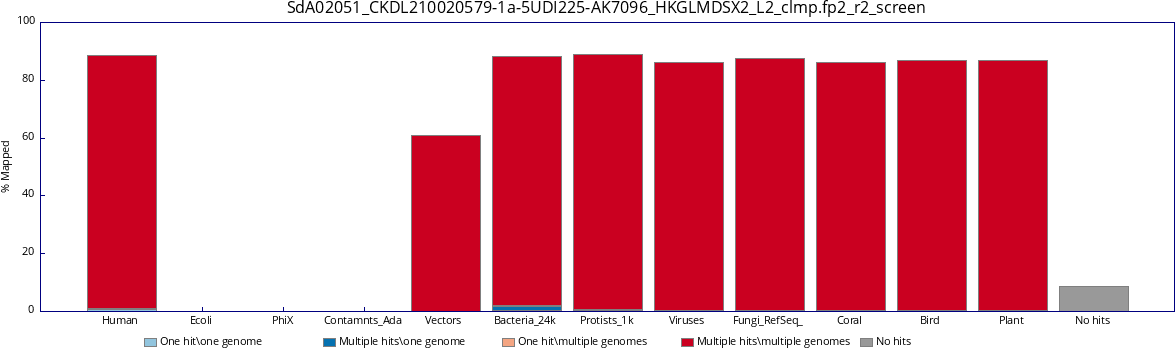 SdA02051_CKDL210020579-1a-5UDI225-AK7096_HKGLMDSX2_L2_clmp.fp2_r2_screen
100
80
60
40
20
0
% Mapped
Human Ecoli PhiX Contamnts_Ada Vectors Bacteria_24k Protists_1k Viruses Fungi_RefSeq_ Coral Bird Plant No hits
One hit\one genome Multiple hits\one genome One hit\multiple genomes Multiple hits\multiple genomes No hits